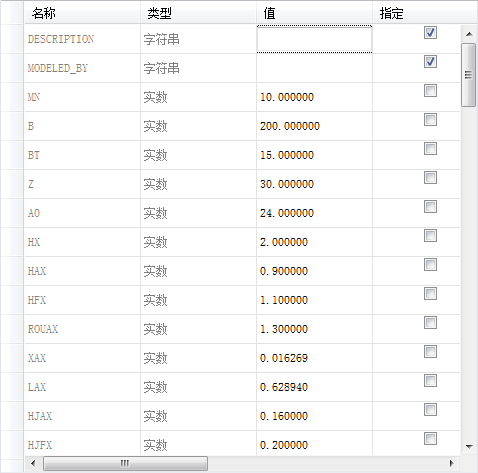 名称 类型 值 指定
DESCRIPTION 字符串
MODELED_BY 字符串
MN 实数 10.000000
B 实数 200.000000
BT 实数 15.000000
Z 实数 30.000000
A0 实数 24.000000
HX 实数 2.000000
HAX 实数 0.900000
HFX 实数 1.100000
ROUAX 实数 1.300000
XAX 实数 0.016269
LAX 实数 0.628940
HJAX 实数 0.160000
HJFX 实数 0.200000